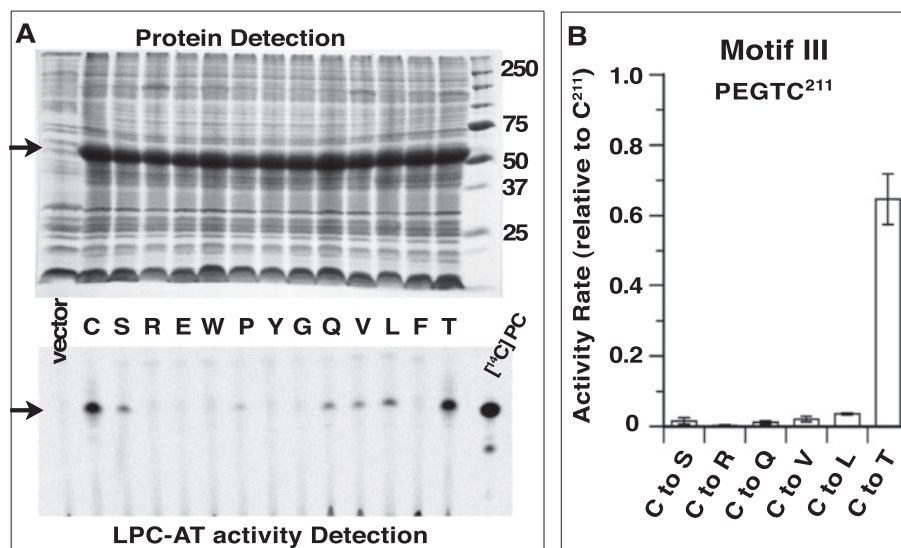 A
Protein Detection
250
75
50
37
25
vector C S R E W P Y G Q V L F T [¹⁴C]PC
LPC-AT activity Detection
B
Motif III
PEGTC²¹¹
Activity Rate (relative to C²¹¹)
1.0
0.8
0.6
0.4
0.2
0
C to S
C to R
C to Q
C to V
C to L
C to T